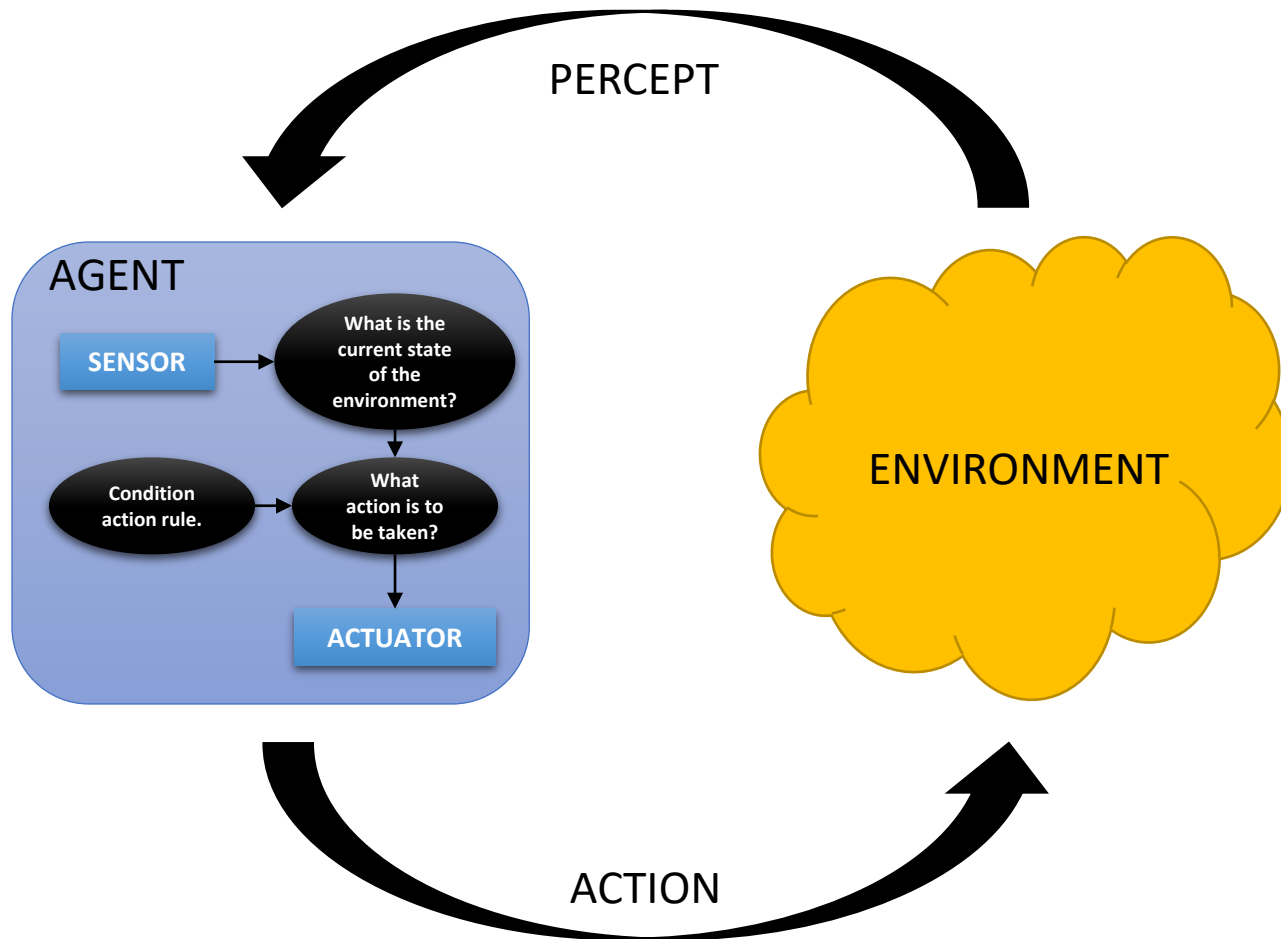 PERCEPT
AGENT
SENSOR
What is the
current state
of the
environment?
Condition
action rule.
What
action is to
be taken?
ACTUATOR
ENVIRONMENT
ACTION